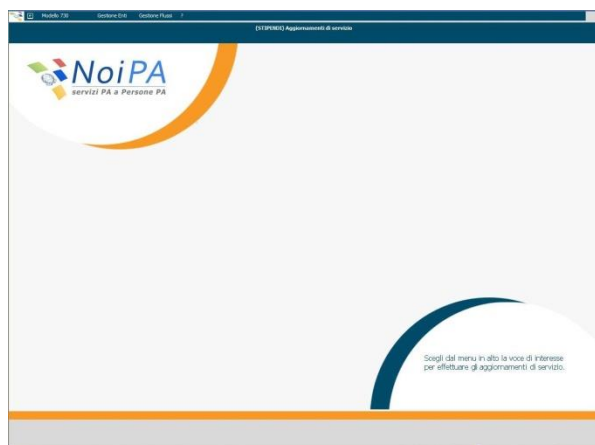 Modello 730 Gestione Enti Gestione Flussi ?
[STIPENDI] Aggiornamenti di servizio
NoiPA
servizi PA a Persone PA
Scegli dal menu in alto la voce di interesse
per effettuare gli aggiornamenti di servizio.